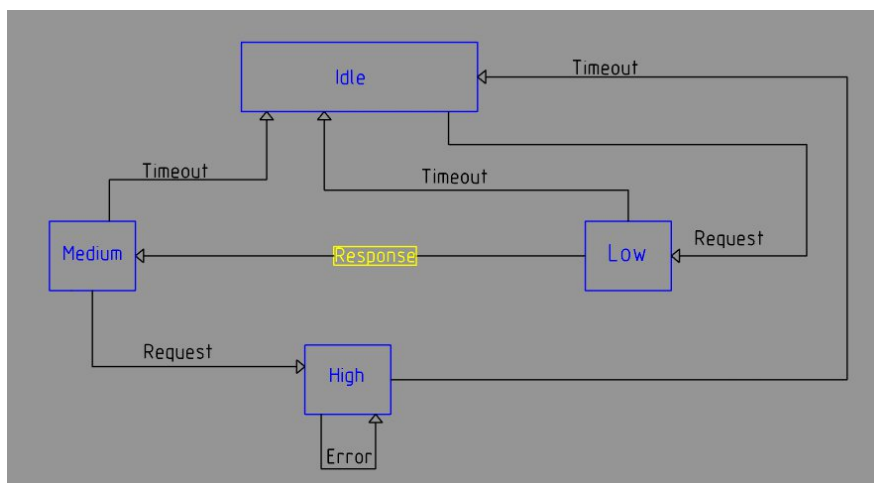 Idle
Timeout
Timeout
Timeout
Medium
Response
Low
Request
Request
High
Error